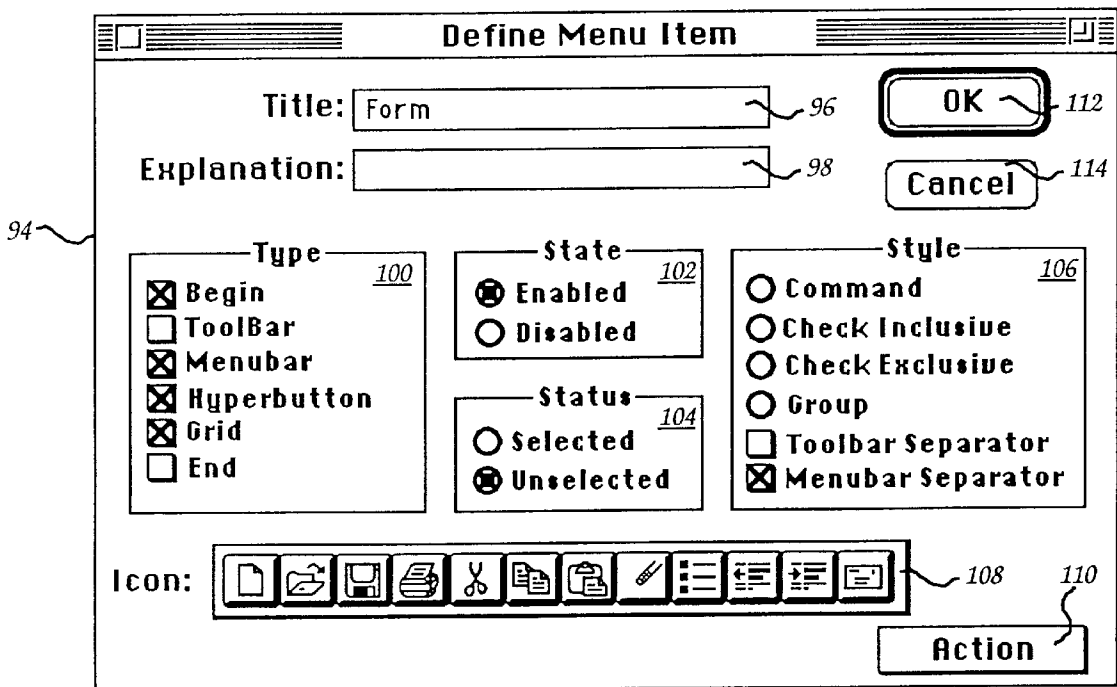 Define Menu Item
Title: Form 96
OK 112
Explanation: 98
Cancel 114
94
Type 100
Begin
ToolBar
Menubar
Hyperbutton
Grid
End
State 102
Enabled
Disabled
Status 104
Selected
Unselected
Style 106
Command
Check Inclusive
Check Exclusive
Group
Toolbar Separator
Menubar Separator
Icon: 108
110
Action